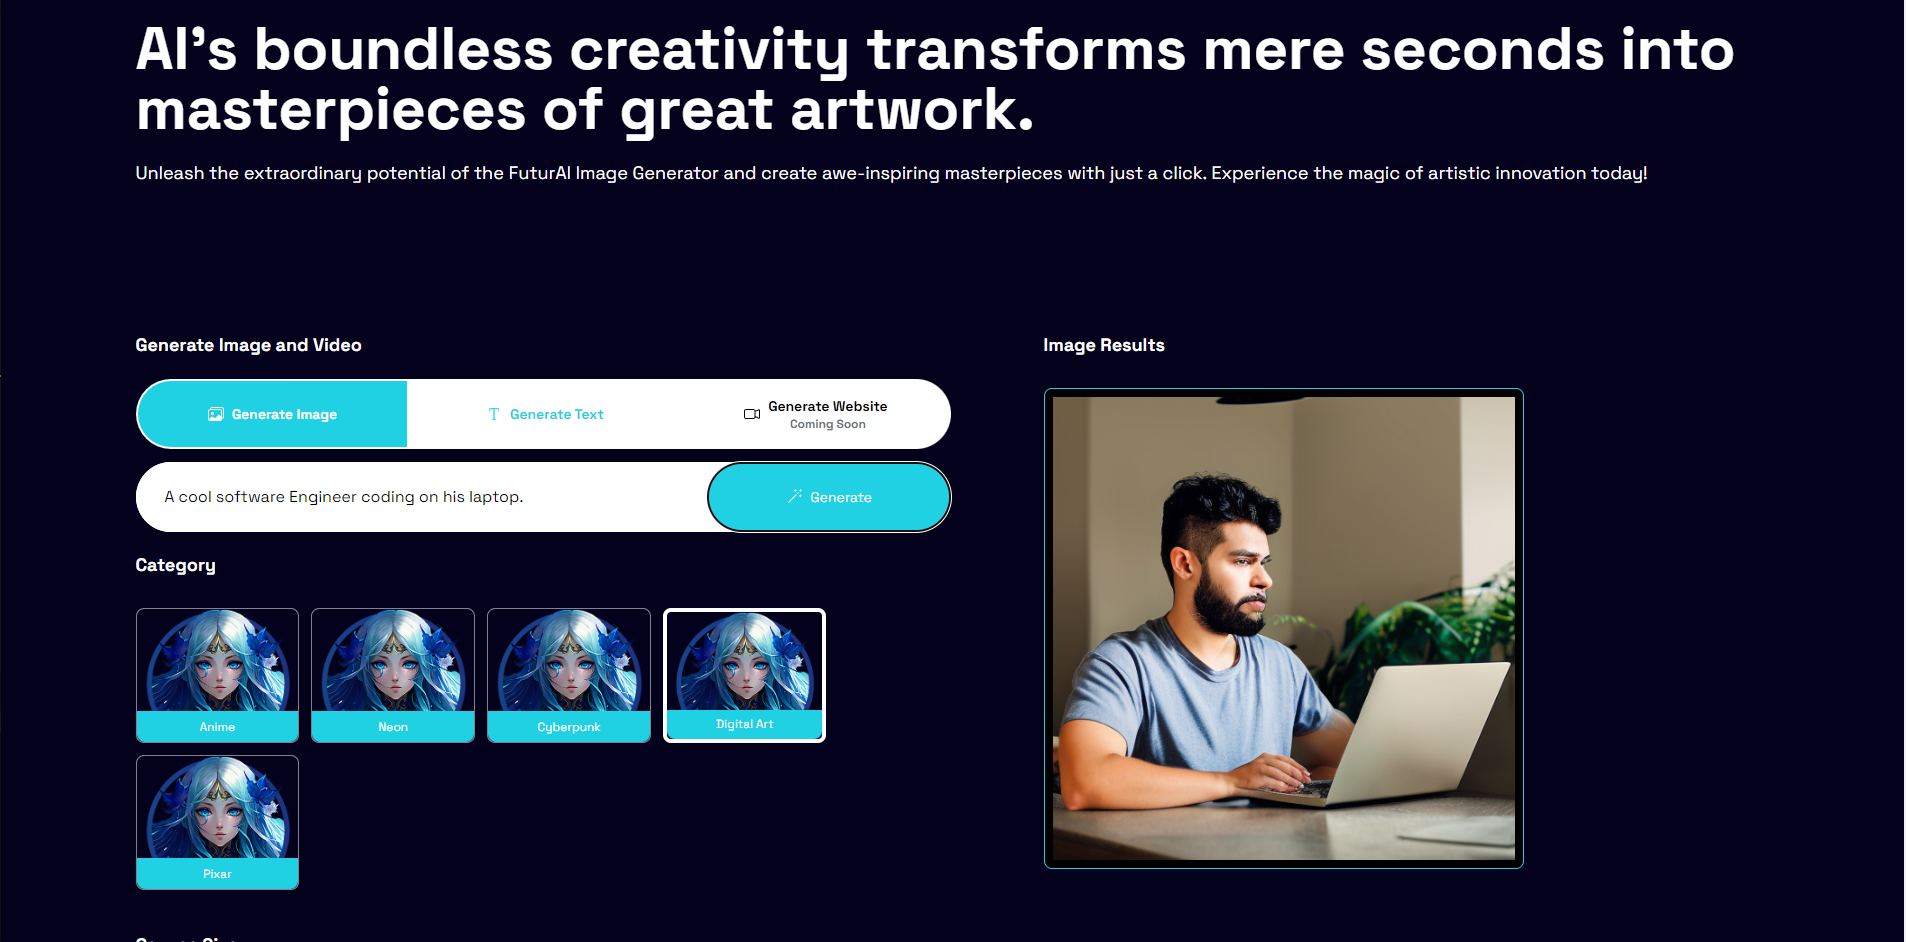 AI's boundless creativity transforms mere seconds into
masterpieces of great artwork.
Unleash the extraordinary potential of the FuturAI Image Generator and create awe-inspiring masterpieces with just a click. Experience the magic of artistic innovation today!
Generate Image and Video
Generate Image
Generate Text
Generate Website
Coming Soon
A cool software Engineer coding on his laptop.
Generate
Category
Anime
Neon
Cyberpunk
Digital Art
Pixar
Image Results